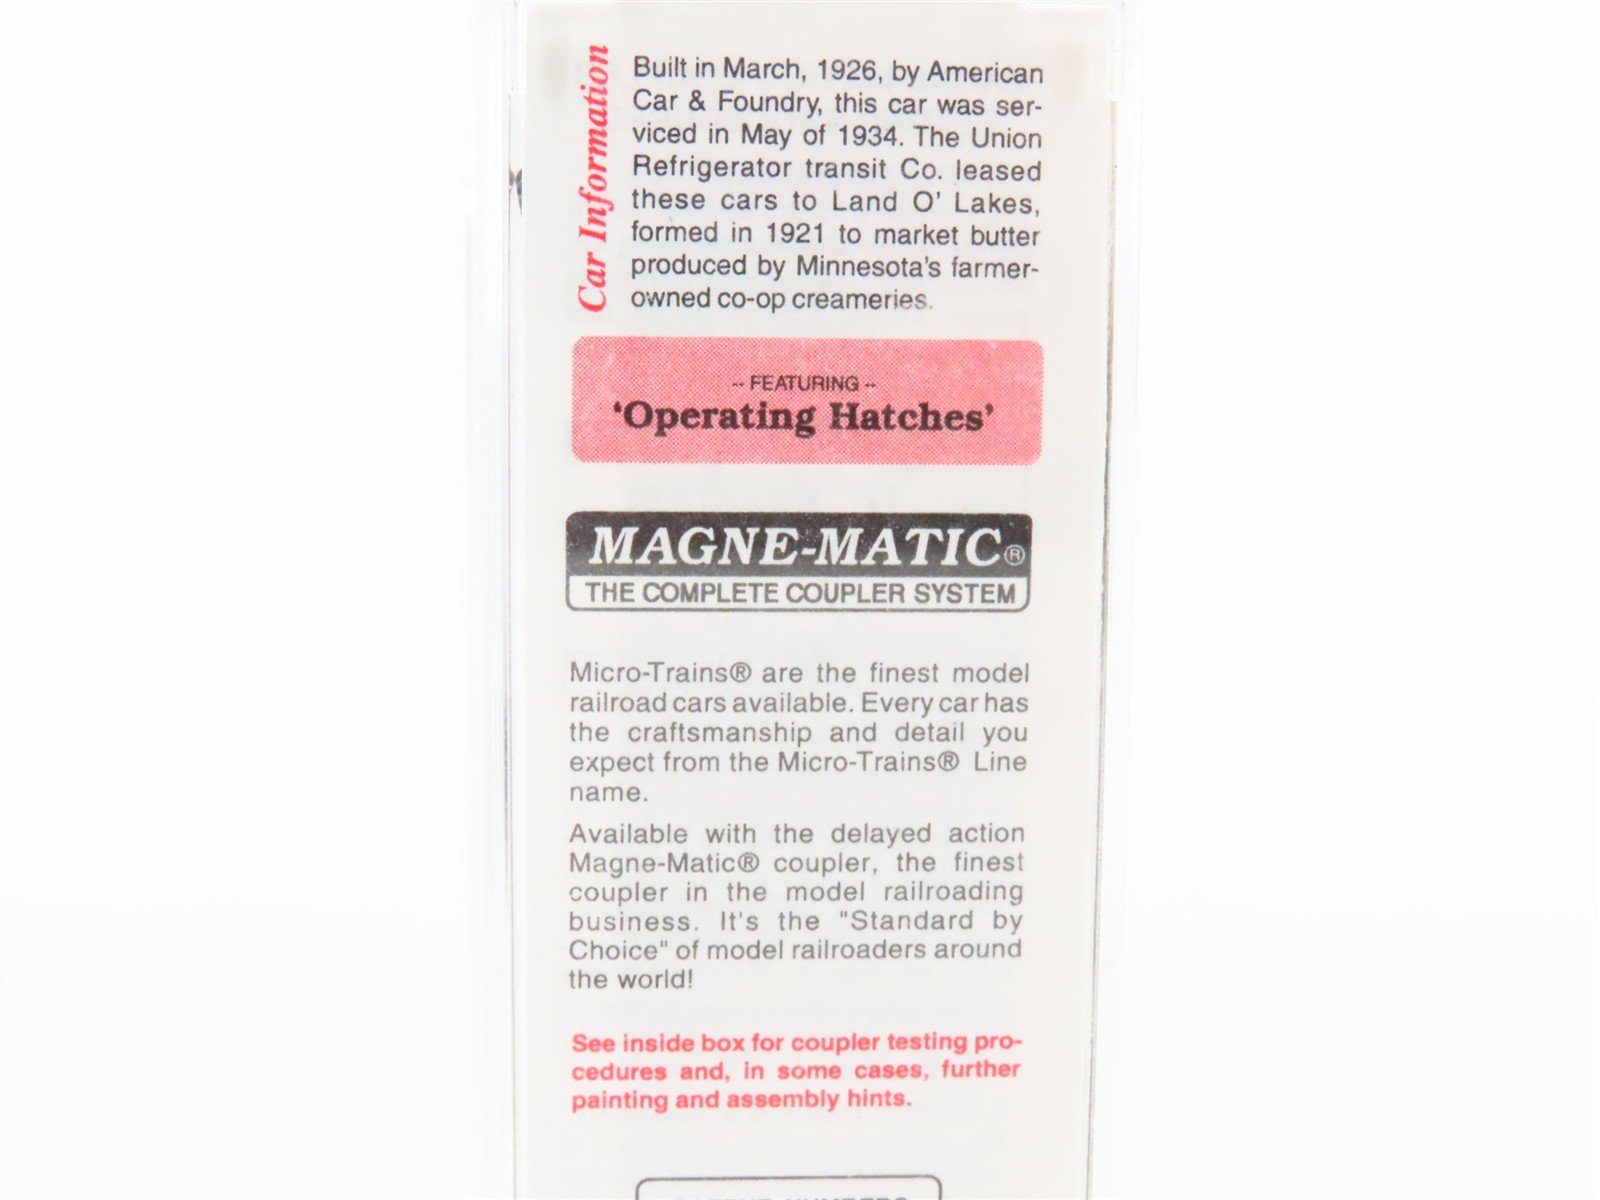 Car Information
Built in March, 1926, by American
Car & Foundry, this car was ser-
viced in May of 1934. The Union
Refrigerator transit Co. leased
these cars to Land O' Lakes,
formed in 1921 to market butter
produced by Minnesota's farmer-
owned co-op creameries.
-- FEATURING --
'Operating Hatches'
MAGNE-MATIC®
THE COMPLETE COUPLER SYSTEM
Micro-Trains® are the finest model
railroad cars available. Every car has
the craftsmanship and detail you
expect from the Micro-Trains® Line
name.
Available with the delayed action
Magne-Matic® coupler, the finest
coupler in the model railroading
business. It's the "Standard by
Choice" of model railroaders around
the world!
See inside box for coupler testing pro-
cedures and, in some cases, further
painting and assembly hints.